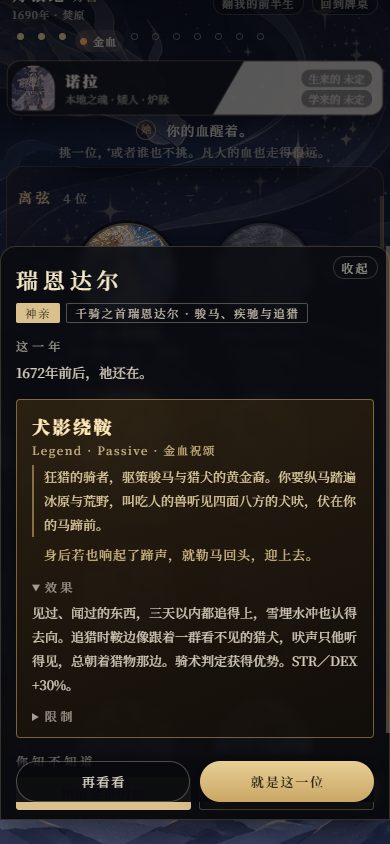 翻我的前半生
回到牌桌
1690年 · 焚原
金血
诺拉
本地之魂 · 矮人 · 炉脉
生来的 未定
学来的 未定
你的血醒着。
挑一位，或者谁也不挑。凡人的血也走得很远。
离弦 4 位
瑞恩达尔
收起
神亲
千骑之首瑞恩达尔 · 骏马、疾驰与追猎
这一年
1672年前后，祂还在。
犬影绕鞍
Legend · Passive · 金血祝颂
狂猎的骑者，驱策骏马与猎犬的黄金裔。你要纵马踏遍
冰原与荒野，叫吃人的兽听见四面八方的犬吠，伏在你
的马蹄前。
身后若也响起了蹄声，就勒马回头，迎上去。
▼ 效果
见过、闻过的东西，三天以内都追得上，雪埋水冲也认得
去向。追猎时鞍边像跟着一群看不见的猎犬，吠声只他听
得见，总朝着猎物那边。骑术判定获得优势。STR／DEX
+30%。
▶ 限制
你知不知道
再看看
就是这一位